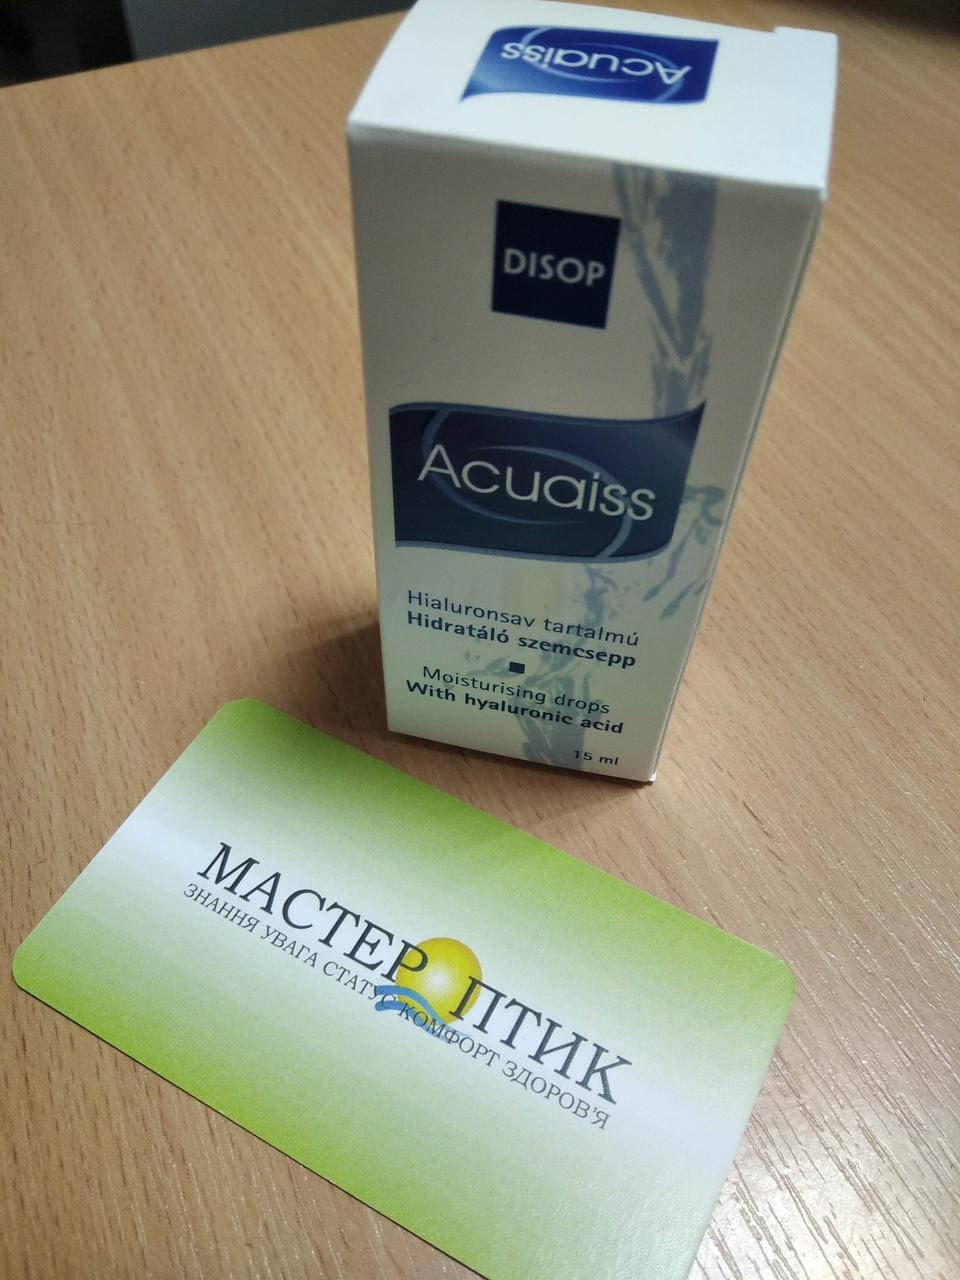 Acuaiss
DISOP
Acuaiss
Hialuronsav tartalmú
Hidratáló szemcsepp
Moisturising drops
With hyaluronic acid
15 ml
МАСТЕР ПТИК
ЗНАННЯ УВАГА СТАТУС КОМФОРТ ЗДОРОВ'Я